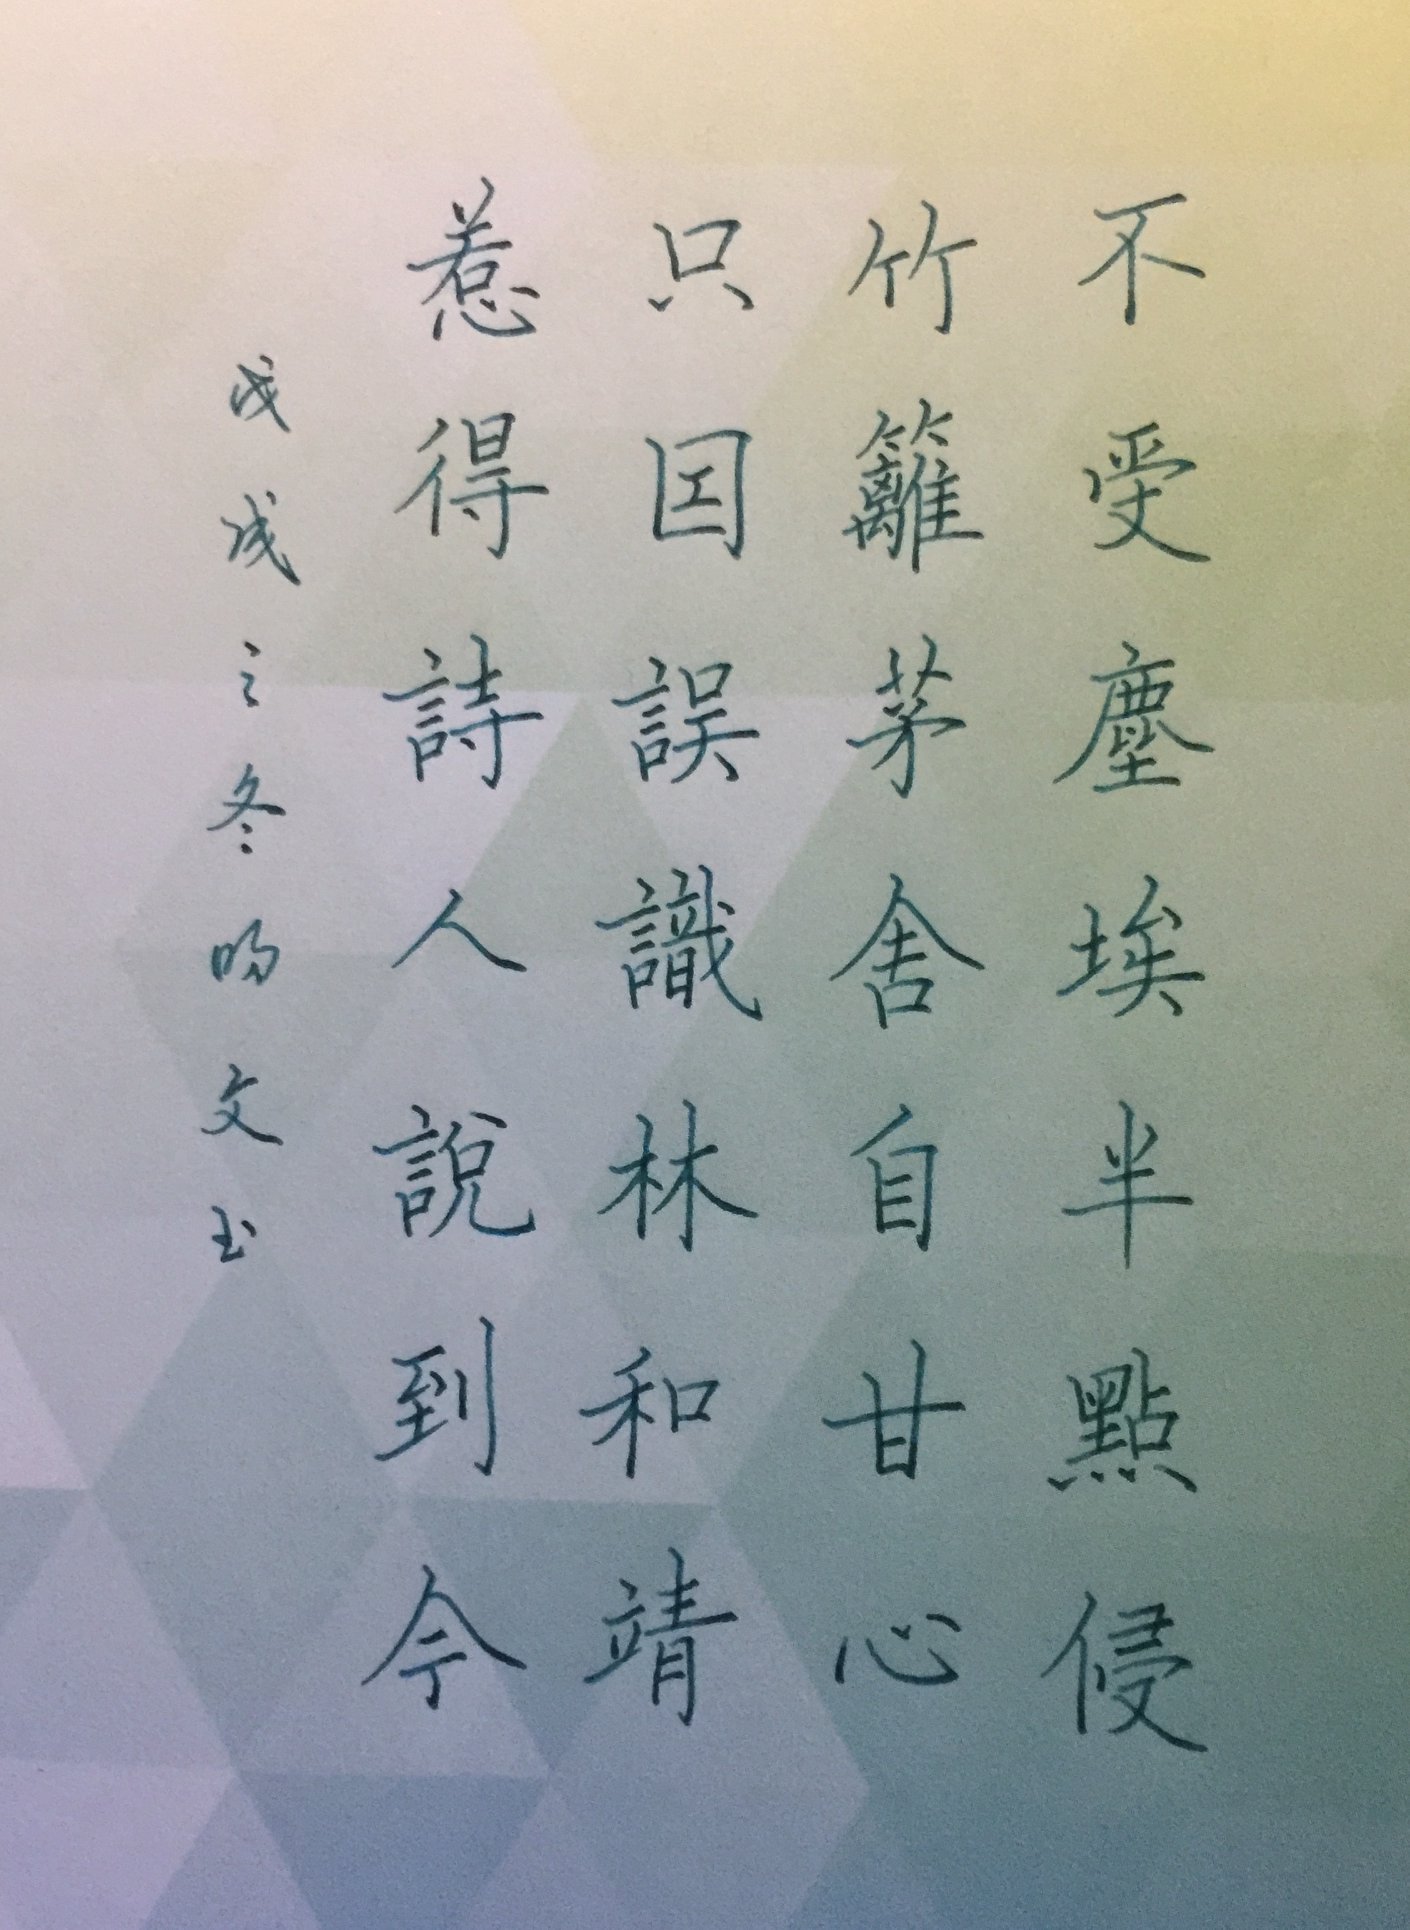 不受塵埃半點侵
竹籬茅舍自甘心
只因誤識林和靖
惹得詩人說到今
戊戌之冬 文书